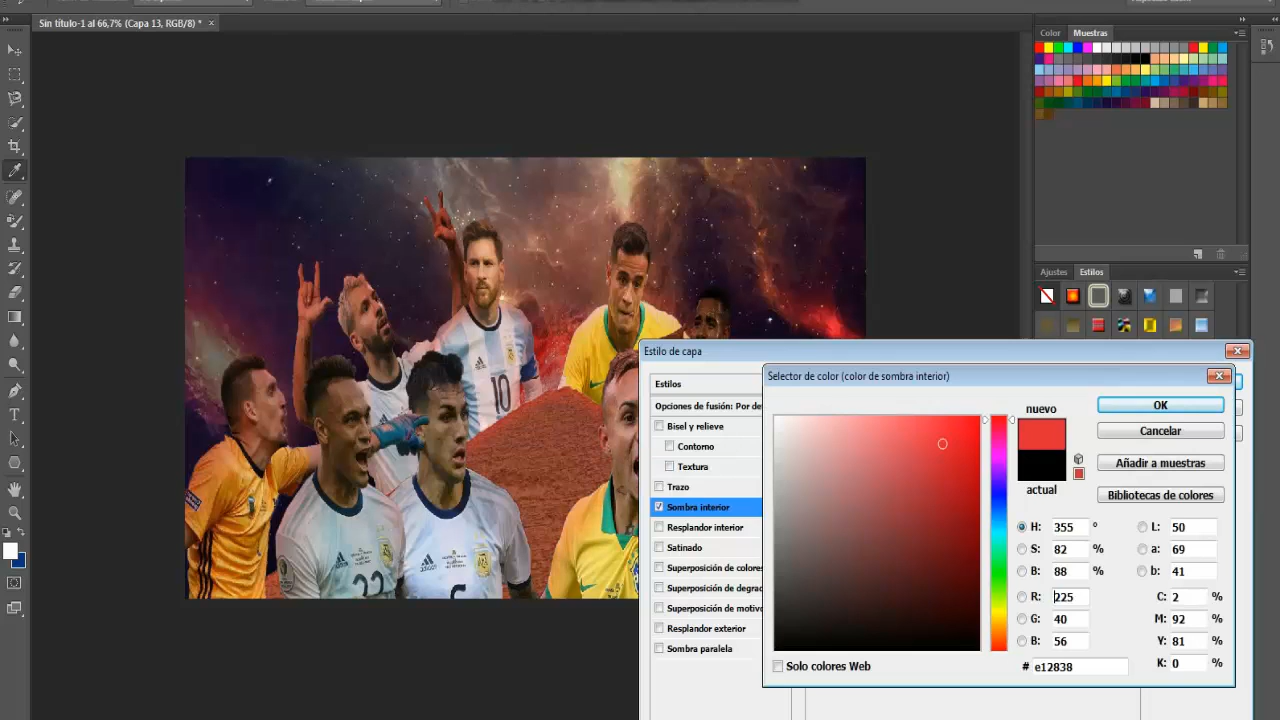 Sin título-1 al 66,7% (Capa 13, RGB/8) * ×
Color Muestras
Ajustes Estilos
10
22
6
Estilo de capa
Estilos
Opciones de fusión: Por de
Bisel y relieve
Contorno
Textura
Trazo
Sombra interior
Resplandor interior
Satinado
Superposición de colores
Superposición de degra
Superposición de motivo
Resplandor exterior
Sombra paralela
Selector de color (color de sombra interior)
nuevo
actual
OK
Cancelar
Añadir a muestras
Bibliotecas de colores
H: 355 ° L: 50
S: 82 % a: 69
B: 88 % b: 41
R: 225 C: 2 %
G: 40 M: 92 %
B: 56 Y: 81 %
K: 0 %
# e12838
Solo colores Web